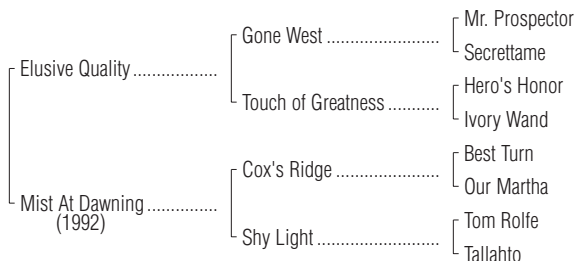 Mr. Prospector
Gone West ........................
Secrettame
Elusive Quality ..................
Hero's Honor
Touch of Greatness ...........
Ivory Wand
Best Turn
Cox's Ridge ......................
Our Martha
Mist At Dawning ...............
(1992)
Tom Rolfe
Shy Light ..........................
Tallahto